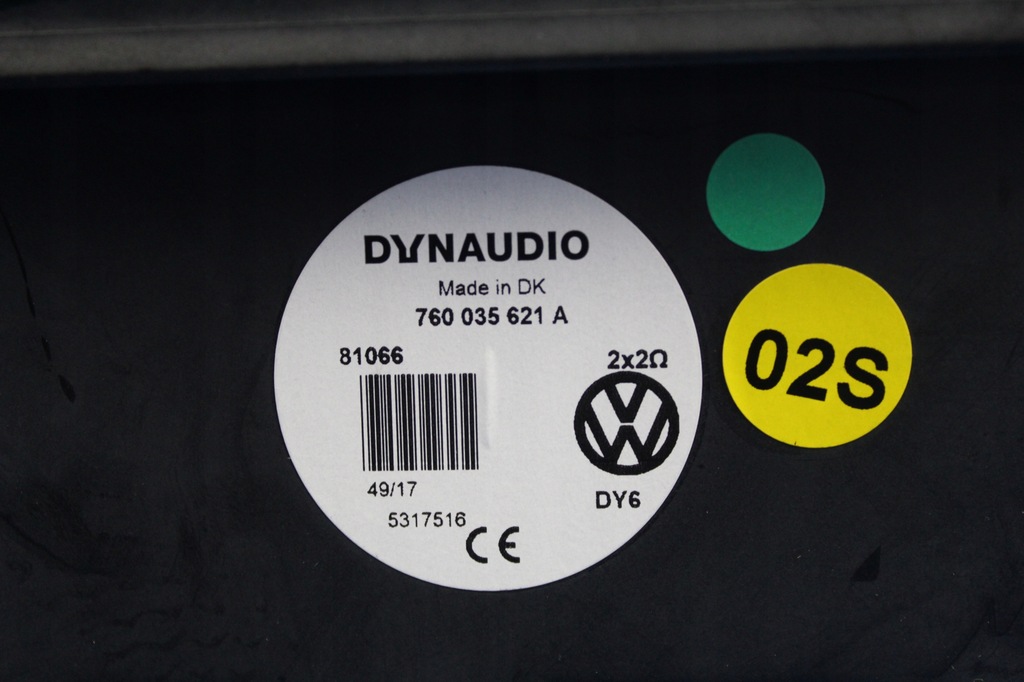 DYNAUDIO
Made in DK
760 035 621 A
81066
2x2Ω
49/17
DY6
5317516
CE
02S